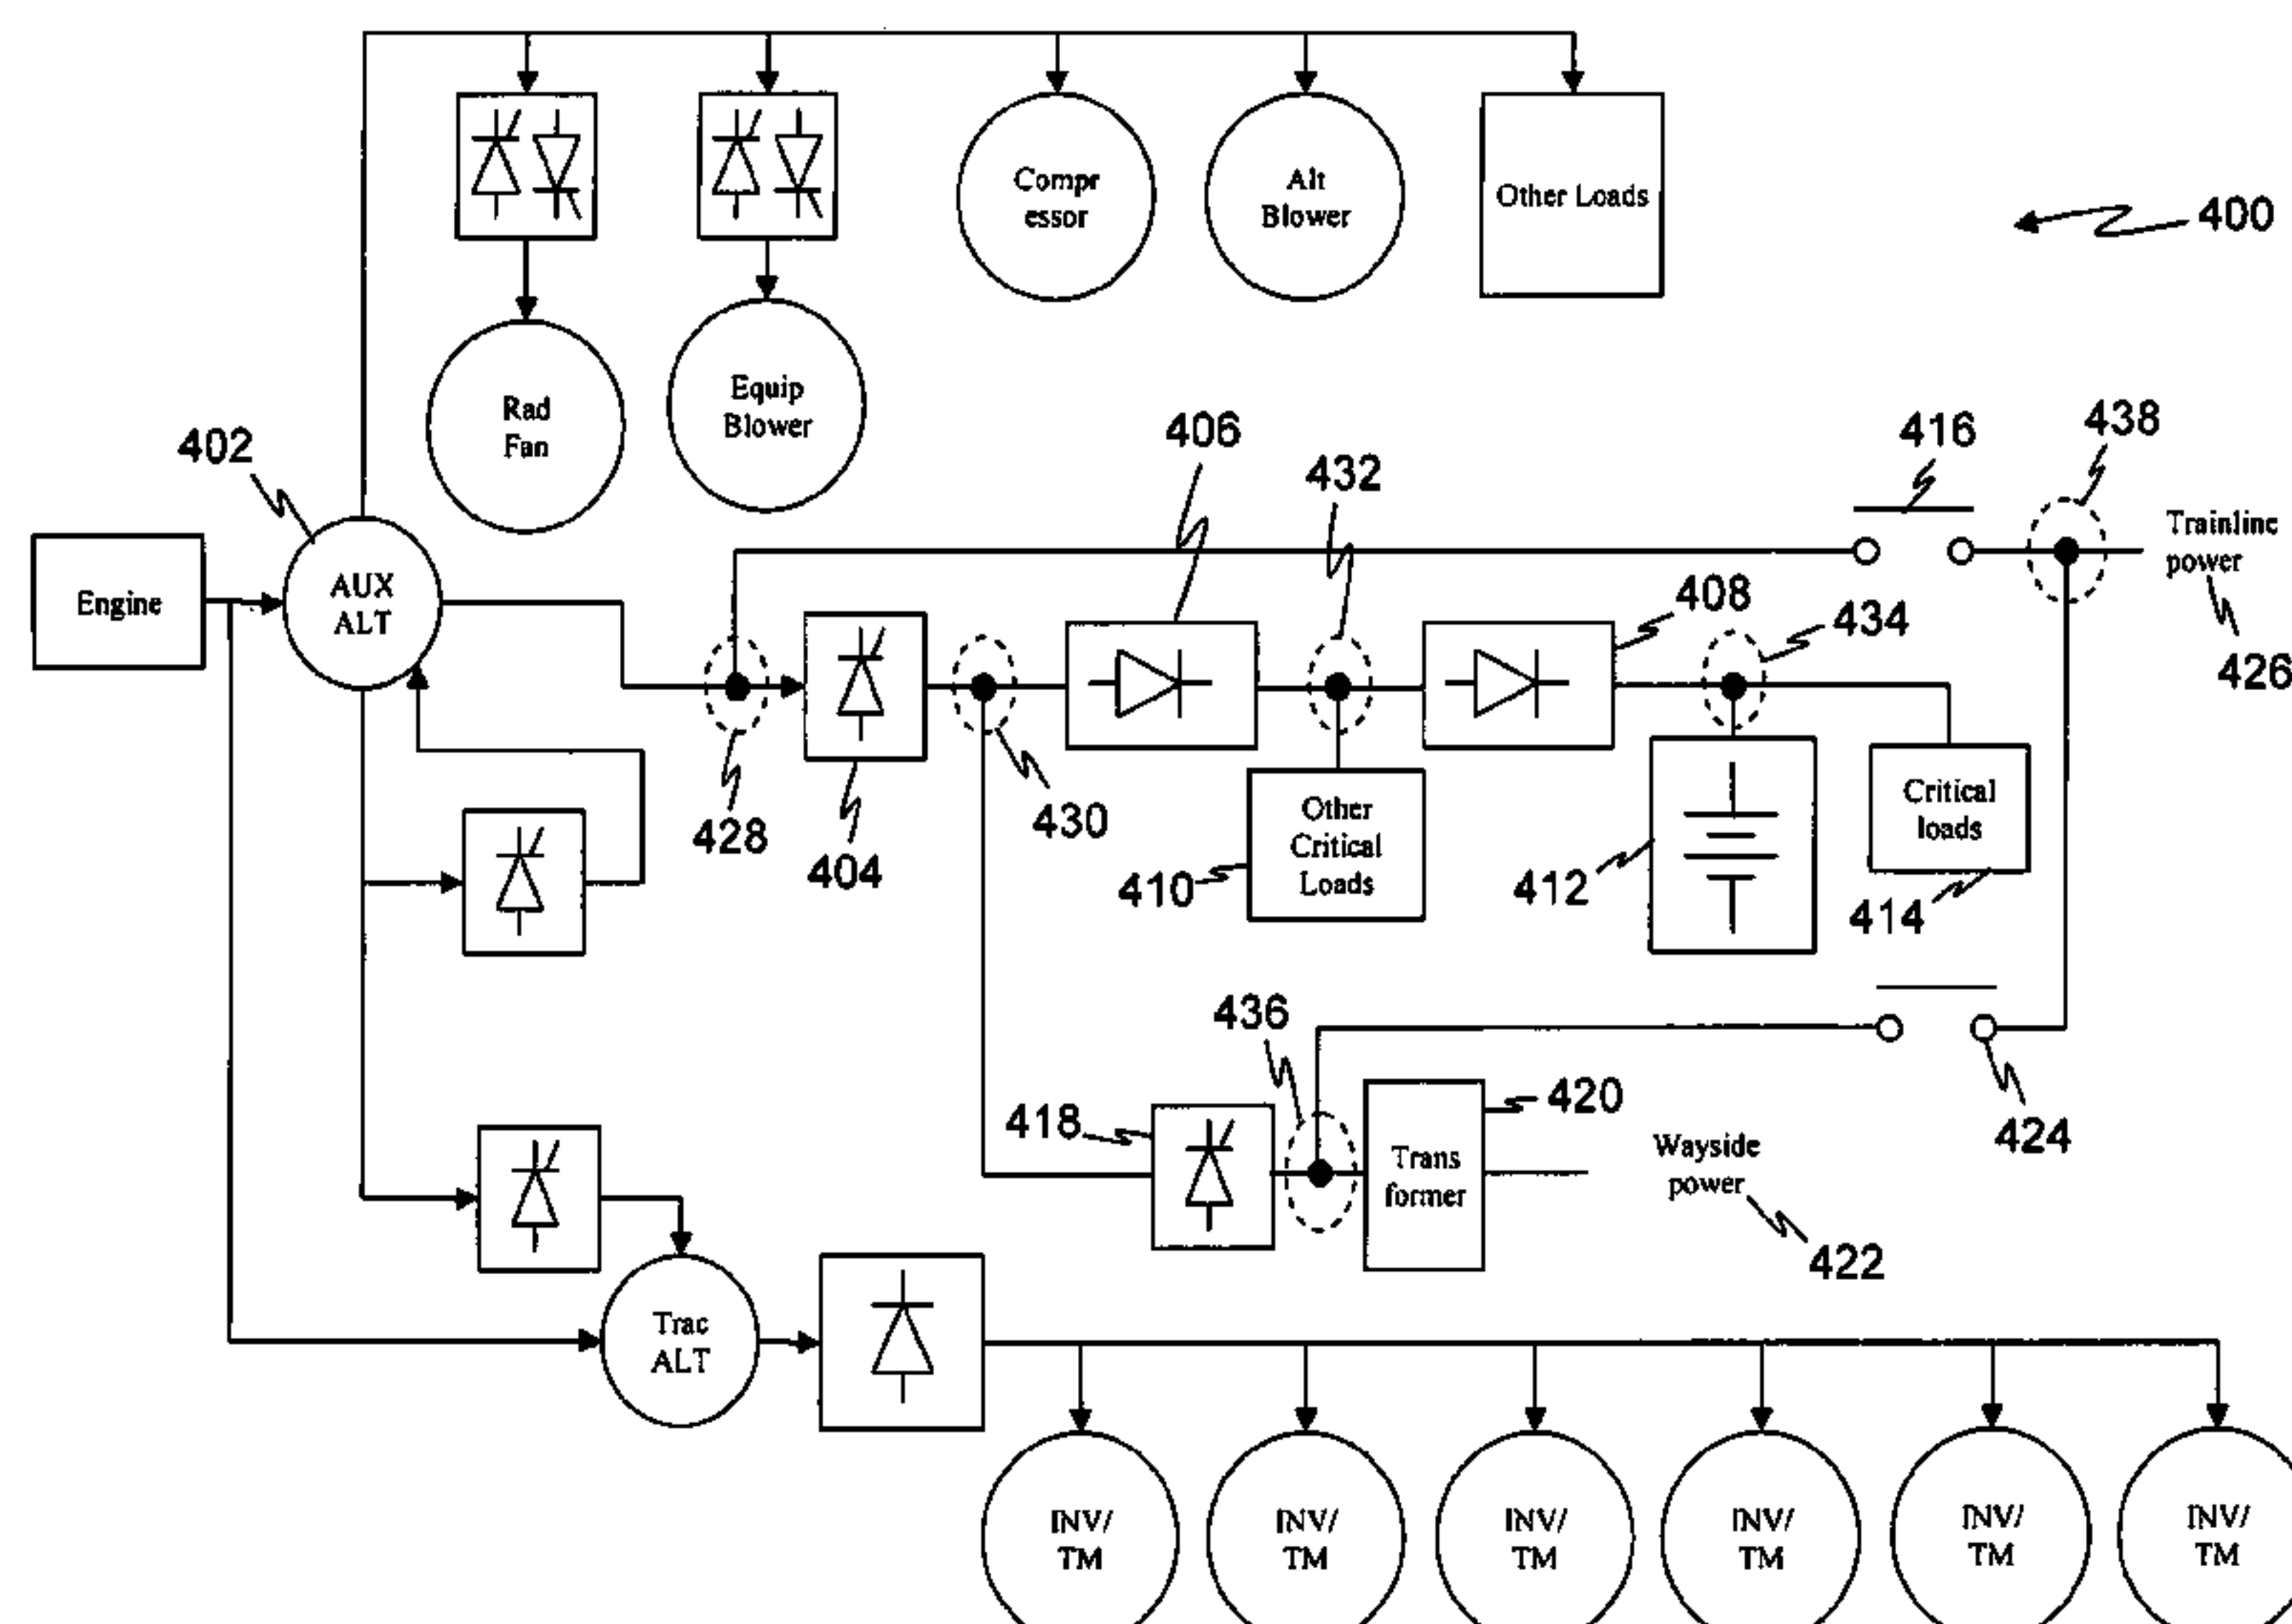 Compr
essor
Alt
Blower
Other Loads
400
Rad
Fan
Equip
Blower
402
406
432
416
438
Trainline
power
426
Engine
AUX
ALT
408
434
428
404
430
Other
Critical
Loads
410
412
Critical
loads
414
436
418
420
Trans
former
424
Wayside
power
422
Trac
ALT
INV/
TM
INV/
TM
INV/
TM
INV/
TM
INV/
TM
INV/
TM